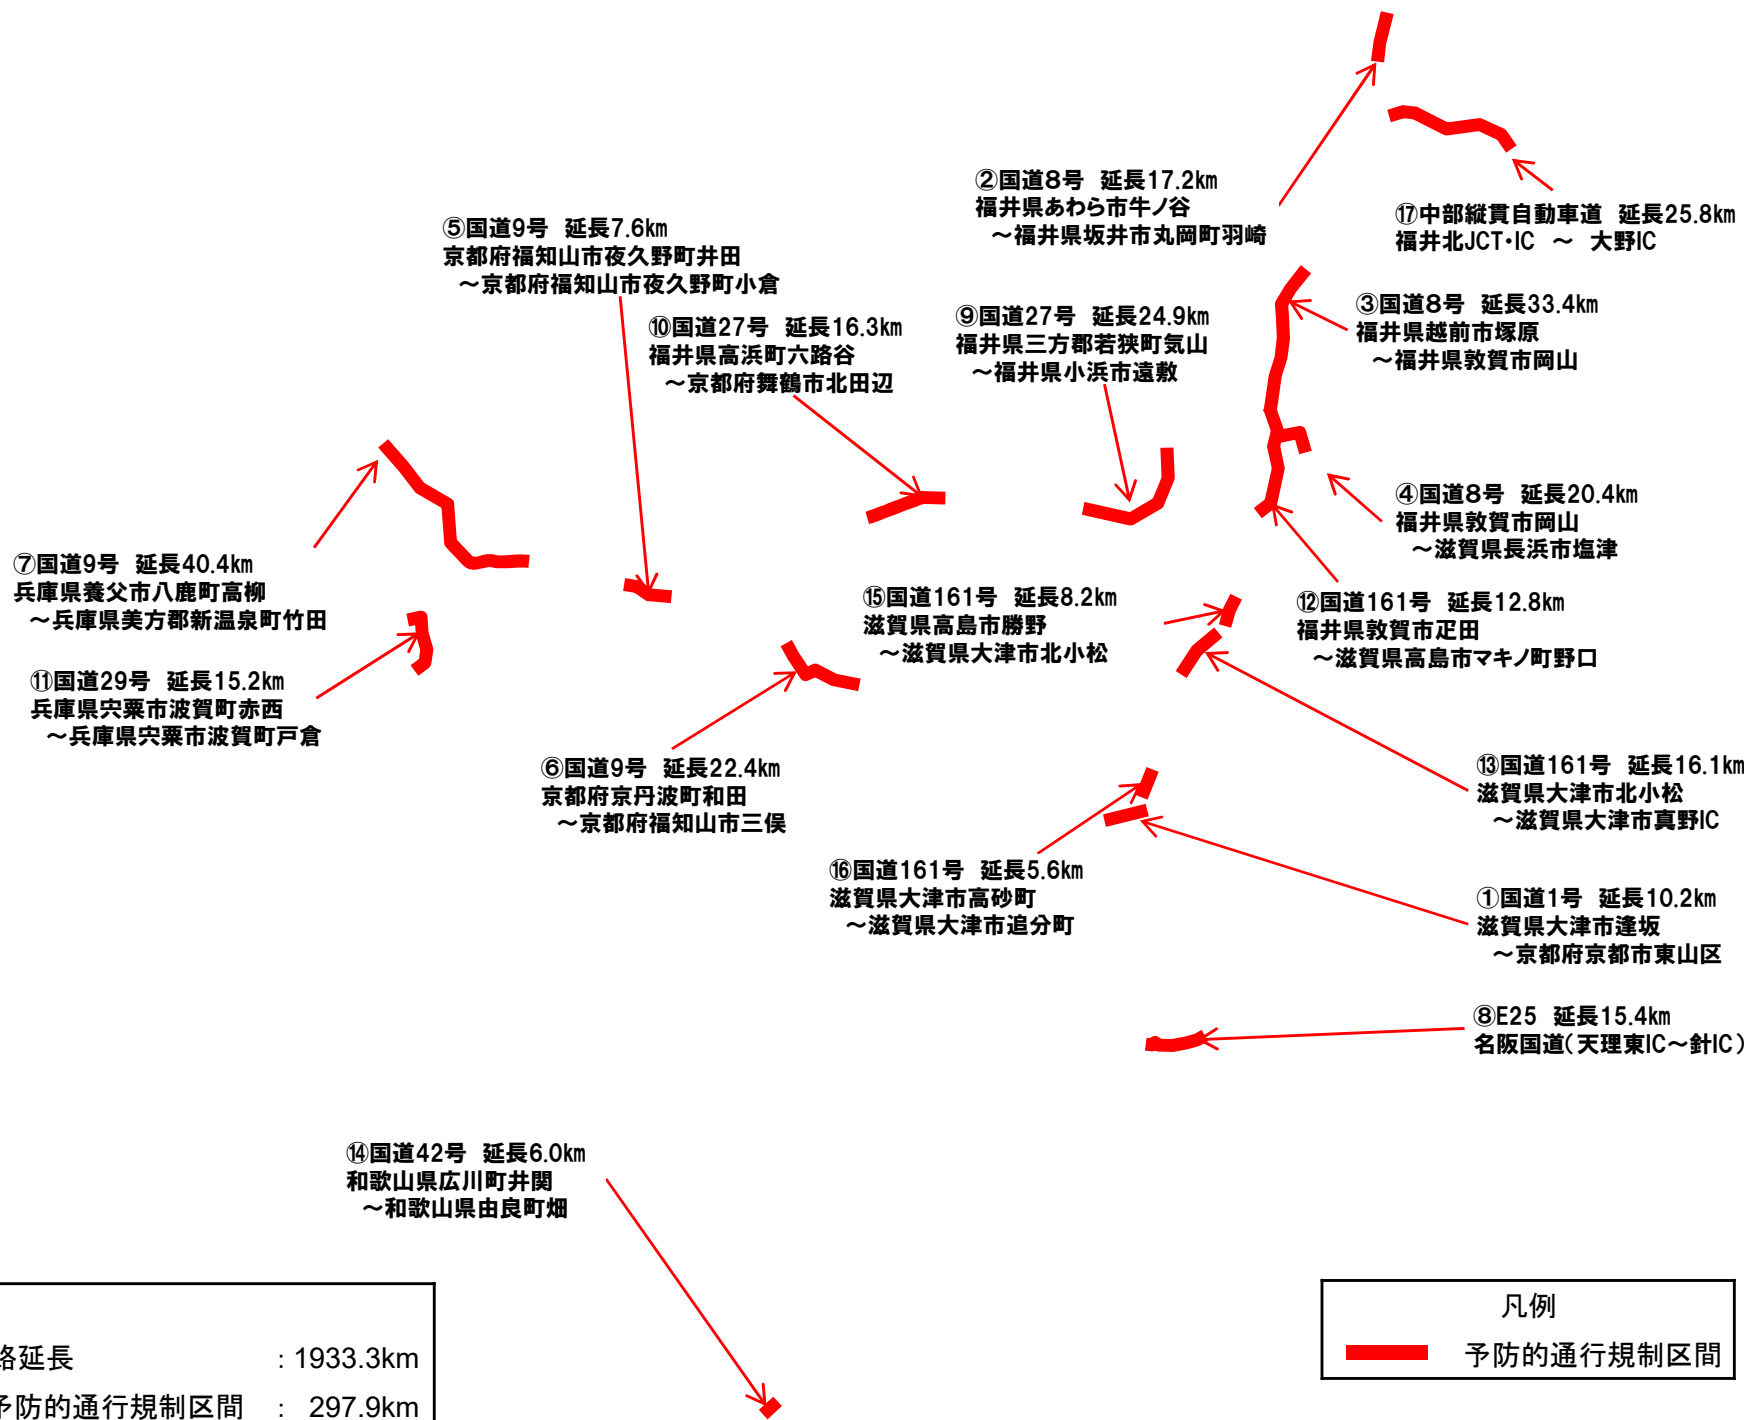 ②国道8号 延長17.2km
福井県あわら市牛ノ谷
～福井県坂井市丸岡町羽崎
⑰中部縦貫自動車道 延長25.8km
福井北JCT・IC ～ 大野IC
⑤国道9号 延長7.6km
京都府福知山市夜久野町井田
～京都府福知山市夜久野町小倉
⑩国道27号 延長16.3km
福井県高浜町六路谷
～京都府舞鶴市北田辺
⑨国道27号 延長24.9km
福井県三方郡若狭町気山
～福井県小浜市遠敷
③国道8号 延長33.4km
福井県越前市塚原
～福井県敦賀市岡山
④国道8号 延長20.4km
福井県敦賀市岡山
～滋賀県長浜市塩津
⑦国道9号 延長40.4km
兵庫県養父市八鹿町高柳
～兵庫県美方郡新温泉町竹田
⑮国道161号 延長8.2km
滋賀県高島市勝野
～滋賀県大津市北小松
⑫国道161号 延長12.8km
福井県敦賀市疋田
～滋賀県高島市マキノ町野口
⑪国道29号 延長15.2km
兵庫県宍粟市波賀町赤西
～兵庫県宍粟市波賀町戸倉
⑥国道9号 延長22.4km
京都府京丹波町和田
～京都府福知山市三俣
⑬国道161号 延長16.1km
滋賀県大津市北小松
～滋賀県大津市真野IC
⑯国道161号 延長5.6km
滋賀県大津市高砂町
～滋賀県大津市追分町
①国道1号 延長10.2km
滋賀県大津市逢坂
～京都府京都市東山区
⑧E25 延長15.4km
名阪国道（天理東IC～針IC）
⑭国道42号 延長6.0km
和歌山県広川町井関
～和歌山県由良町畑
路延長 : 1933.3km
予防的通行規制区間 : 297.9km
凡例
予防的通行規制区間